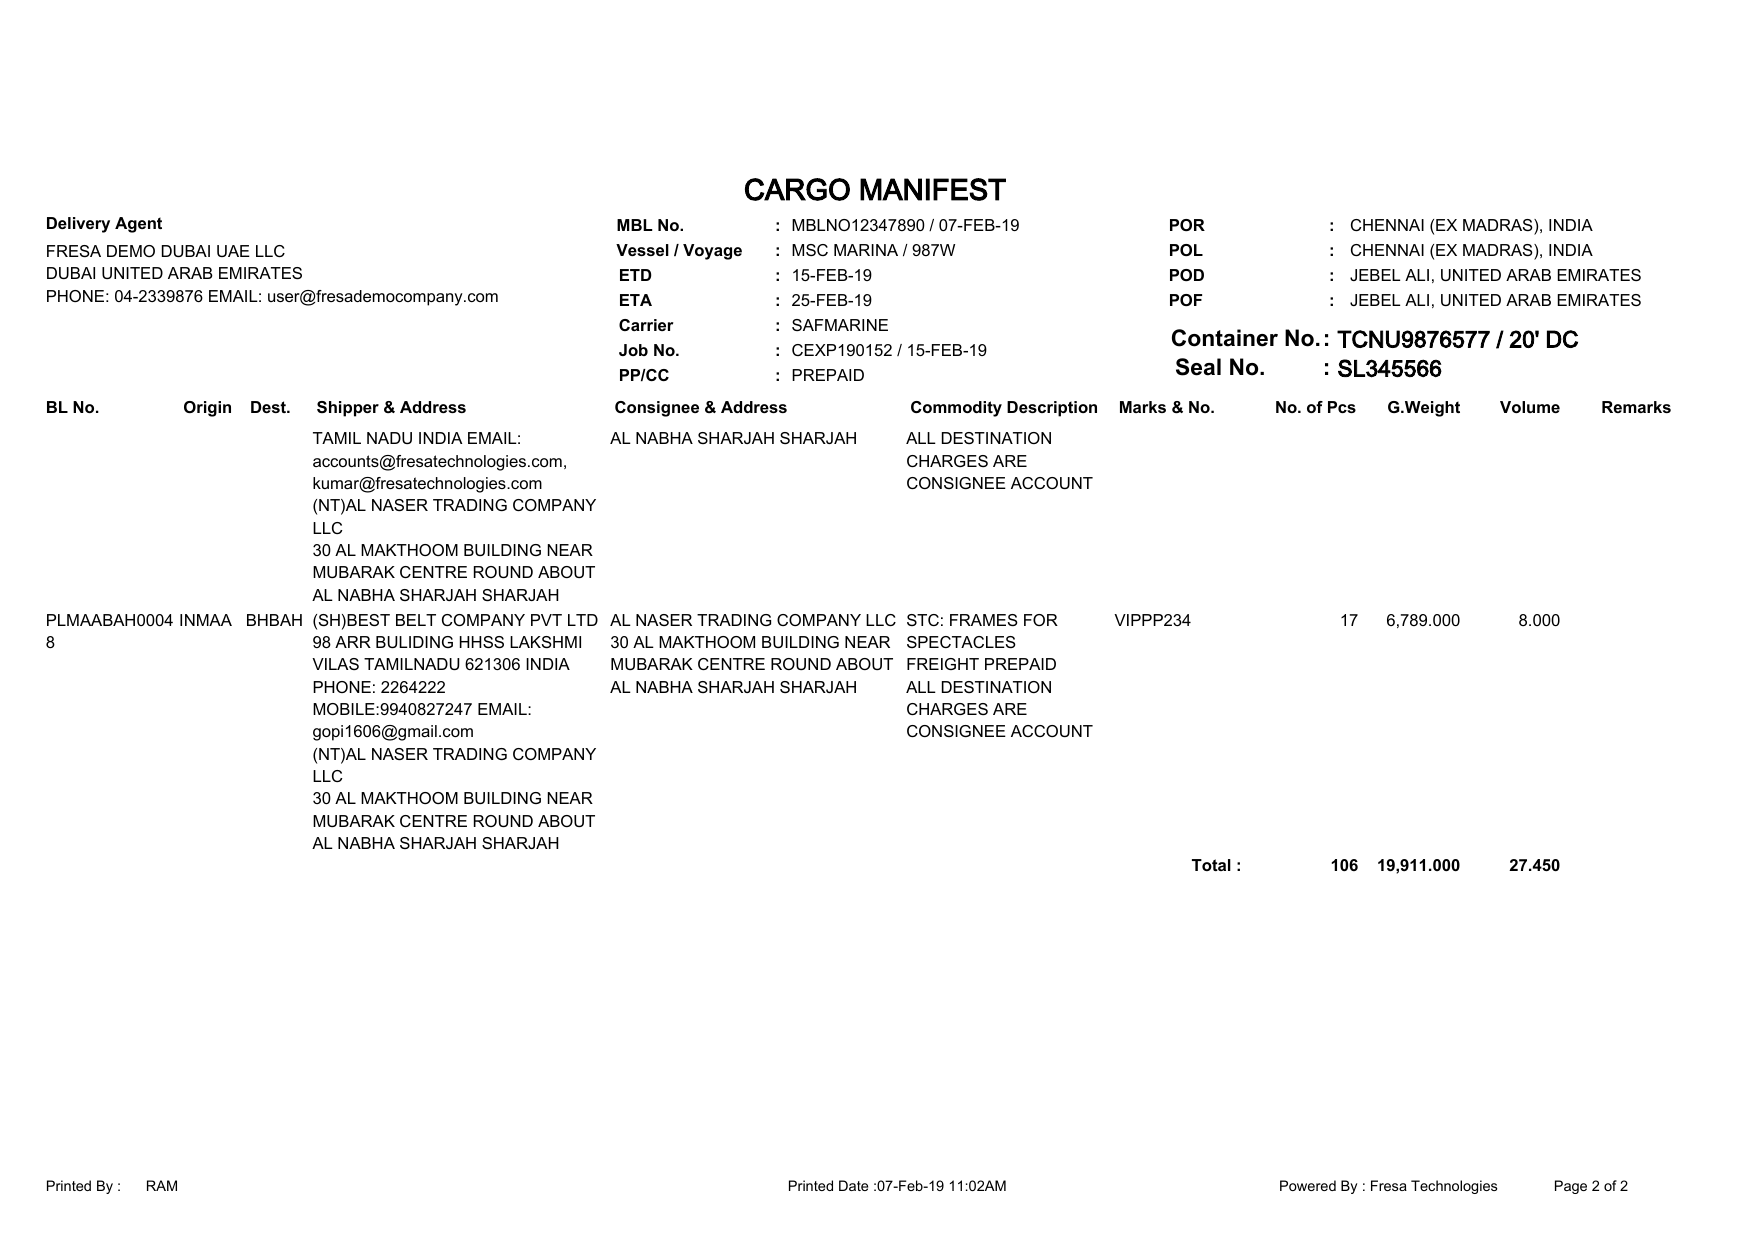 CARGO MANIFEST
Delivery Agent
FRESA DEMO DUBAI UAE LLC
DUBAI UNITED ARAB EMIRATES
PHONE: 04-2339876 EMAIL: user@fresademocompany.com
MBL No. : MBLNO12347890 / 07-FEB-19
Vessel / Voyage : MSC MARINA / 987W
ETD : 15-FEB-19
ETA : 25-FEB-19
Carrier : SAFMARINE
Job No. : CEXP190152 / 15-FEB-19
PP/CC : PREPAID
POR : CHENNAI (EX MADRAS), INDIA
POL : CHENNAI (EX MADRAS), INDIA
POD : JEBEL ALI, UNITED ARAB EMIRATES
POF : JEBEL ALI, UNITED ARAB EMIRATES
Container No. : TCNU9876577 / 20' DC
Seal No. : SL345566
BL No. Origin Dest. Shipper & Address Consignee & Address Commodity Description Marks & No. No. of Pcs G.Weight Volume Remarks
TAMIL NADU INDIA EMAIL: AL NABHA SHARJAH SHARJAH ALL DESTINATION
accounts@fresatechnologies.com, CHARGES ARE
kumar@fresatechnologies.com CONSIGNEE ACCOUNT
(NT)AL NASER TRADING COMPANY
LLC
30 AL MAKTHOOM BUILDING NEAR
MUBARAK CENTRE ROUND ABOUT
AL NABHA SHARJAH SHARJAH
PLMAABAH0004 INMAA BHBAH (SH)BEST BELT COMPANY PVT LTD AL NASER TRADING COMPANY LLC STC: FRAMES FOR VIPPP234 17 6,789.000 8.000
8 98 ARR BULIDING HHSS LAKSHMI 30 AL MAKTHOOM BUILDING NEAR SPECTACLES
VILAS TAMILNADU 621306 INDIA MUBARAK CENTRE ROUND ABOUT FREIGHT PREPAID
PHONE: 2264222 AL NABHA SHARJAH SHARJAH ALL DESTINATION
MOBILE:9940827247 EMAIL: CHARGES ARE
gopi1606@gmail.com CONSIGNEE ACCOUNT
(NT)AL NASER TRADING COMPANY
LLC
30 AL MAKTHOOM BUILDING NEAR
MUBARAK CENTRE ROUND ABOUT
AL NABHA SHARJAH SHARJAH
Total : 106 19,911.000 27.450
Printed By : RAM Printed Date :07-Feb-19 11:02AM Powered By : Fresa Technologies Page 2 of 2